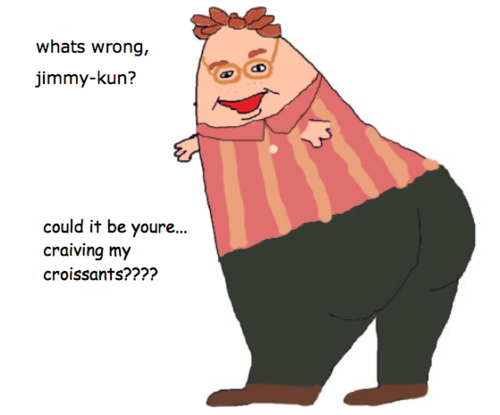 whats wrong,
jimmy-kun?
could it be youre...
craiving my
croissants????